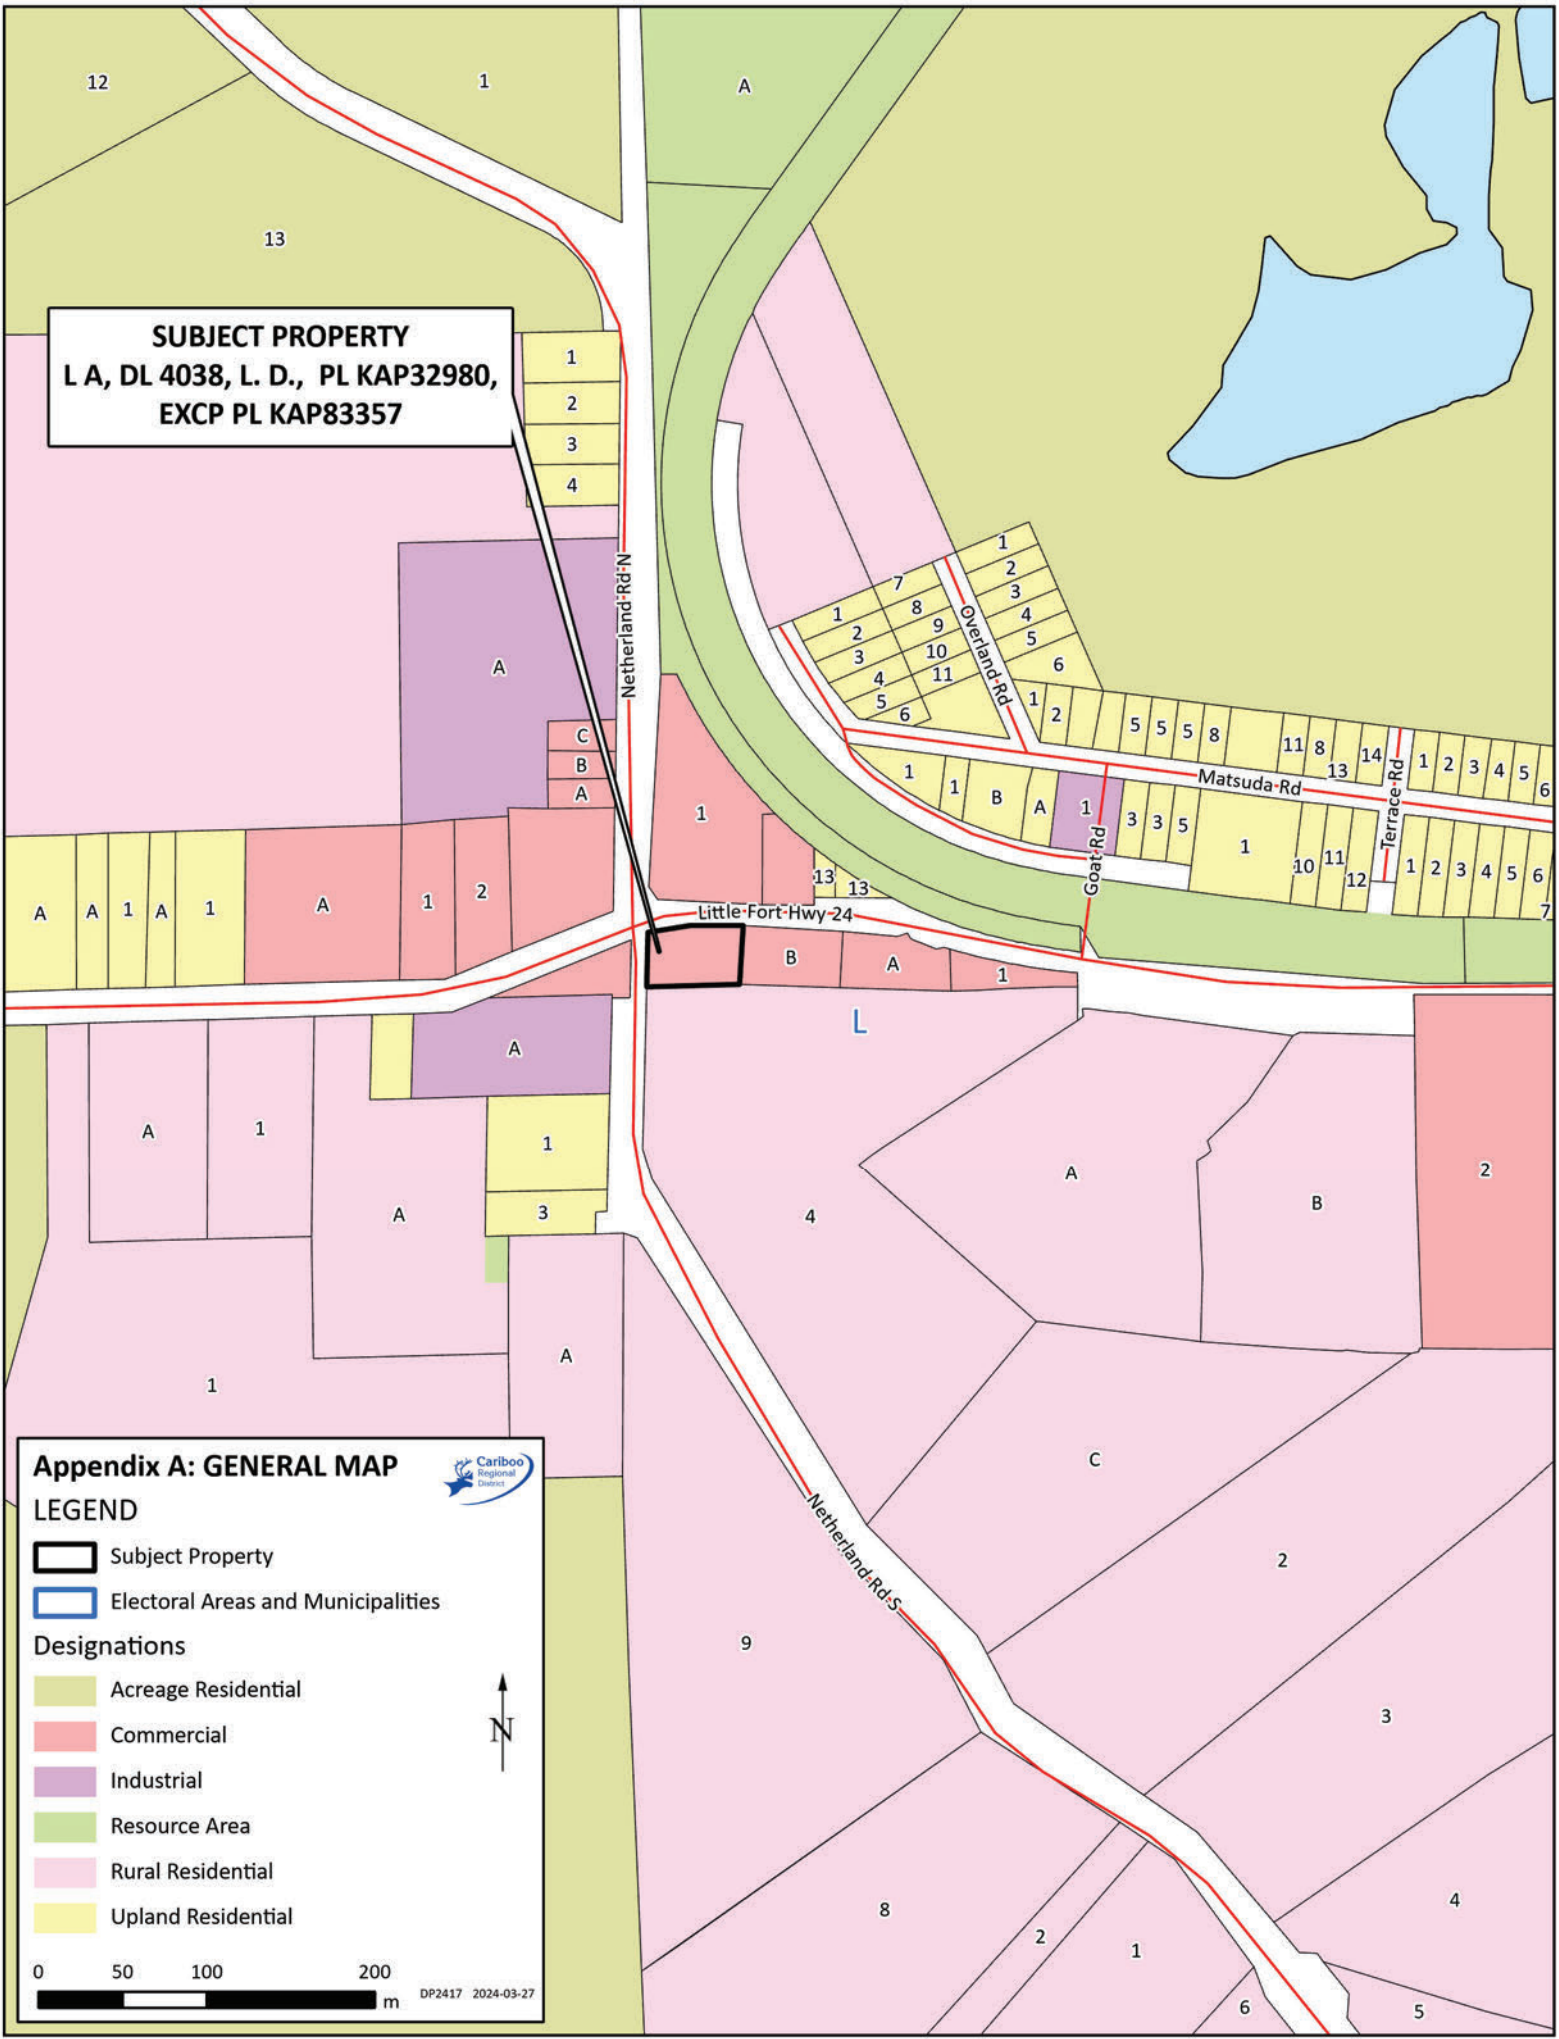 12
1
A
13
SUBJECT PROPERTY
L A, DL 4038, L. D.,  PL KAP32980,
EXCP PL KAP83357
1
2
3
4
Netherland Rd N
A
C
B
A
1
1
2
3
4
5
6
7
8
9
10
11
Overland Rd
1
2
3
4
5
6
1
2
5
5
5
8
11
8
13
14
Terrace Rd
1
2
3
4
5
6
Matsuda Rd
1
1
B
A
1
Goat Rd
3
3
5
1
10
11
12
1
2
3
4
5
6
7
13
13
A
A
1
A
1
A
1
2
Little Fort Hwy 24
B
A
1
L
A
A
1
A
1
3
4
A
B
2
1
A
C
2
Netherland Rd S
9
3
8
2
1
4
6
5
Appendix A: GENERAL MAP
Cariboo
Regional
District
LEGEND
Subject Property
Electoral Areas and Municipalities
Designations
Acreage Residential
Commercial
Industrial
Resource Area
Rural Residential
Upland Residential
N
0 50 100 200
m
DP2417 2024-03-27